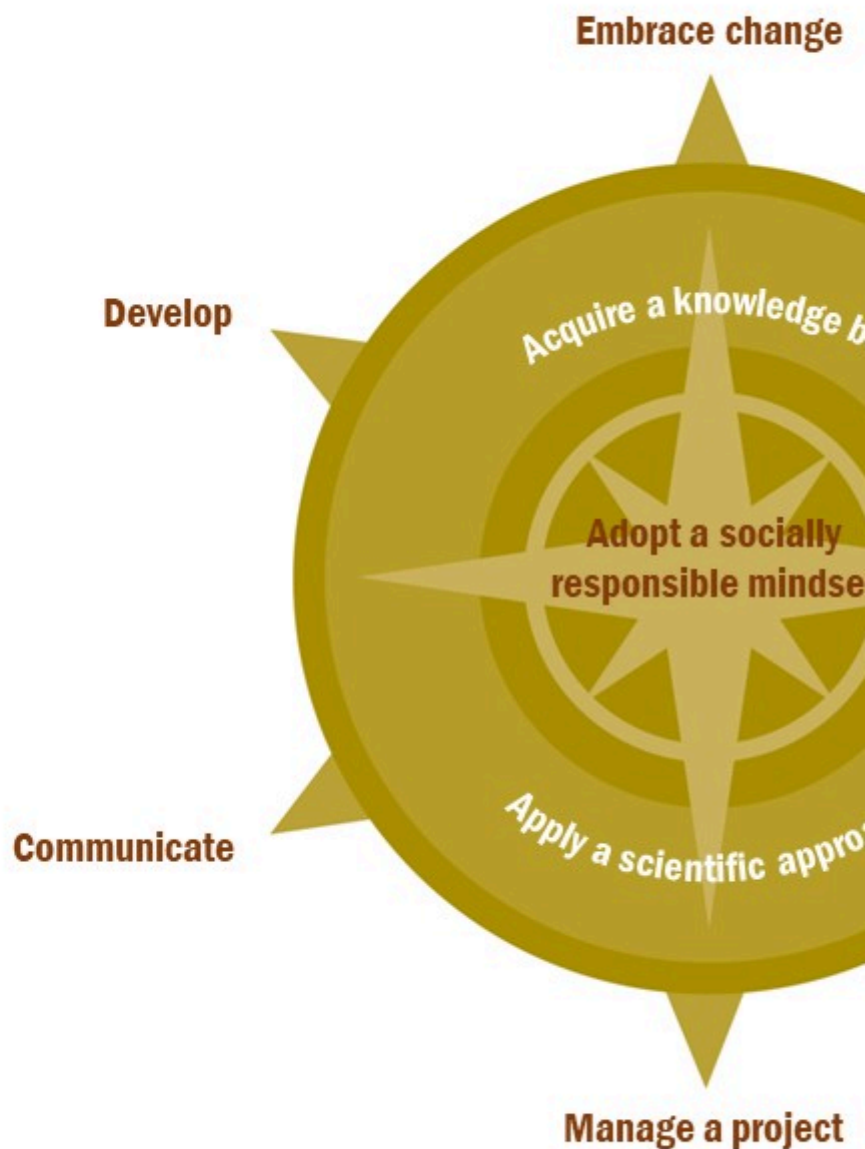 Embrace change
Develop
Acquire a knowledge b
Adopt a socially
responsible mindse
Apply a scientific appro
Communicate
Manage a project